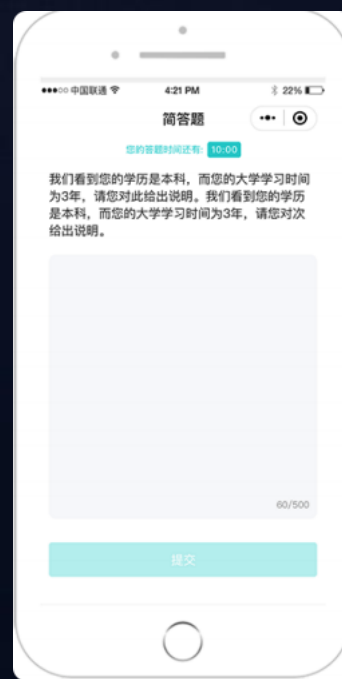 中国联通 4:21 PM 22%
简答题
您的答题时间还有: 10:00
我们看到您的学历是本科，而您的大学学习时间
为3年，请您对此给出说明。我们看到您的学历
是本科，而您的大学学习时间为3年，请您对次
给出说明。
60/500
提交